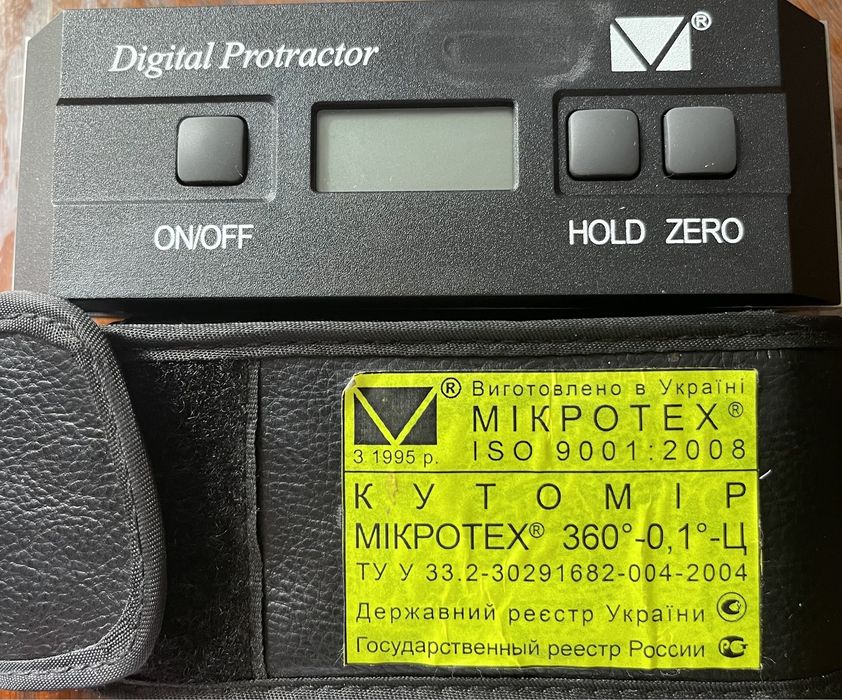 Digital Protractor ®
ON/OFF HOLD ZERO
® Виготовлено в Україні
МІКРОТЕХ®
З 1995 р. ISO 9001:2008
КУТОМІР
МІКРОТЕХ® 360°-0,1°-Ц
ТУ У 33.2-30291682-004-2004
Державний реєстр України
Государственный реестр России